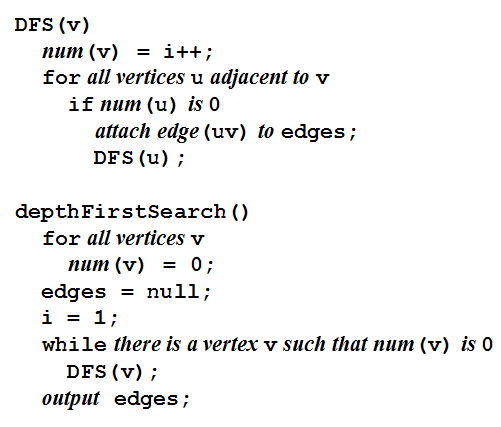 DFS(v)
num(v) = i++;
for all vertices u adjacent to v
if num(u) is 0
attach edge(uv) to edges;
DFS(u);
depthFirstSearch()
for all vertices v
num(v) = 0;
edges = null;
i = 1;
while there is a vertex v such that num(v) is 0
DFS(v);
output edges;